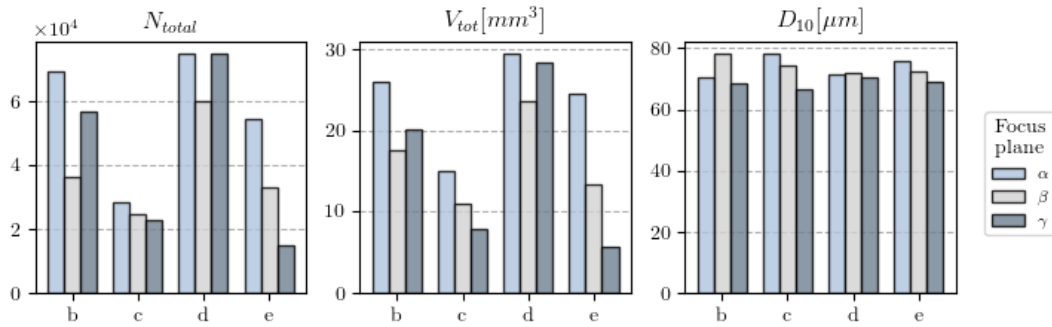 N_total
V_tot[mm^3]
D_10[μm]
×10^4
6
4
2
0
b c d e
30
20
10
0
b c d e
80
60
40
20
0
b c d e
Focus
plane
α
β
γ